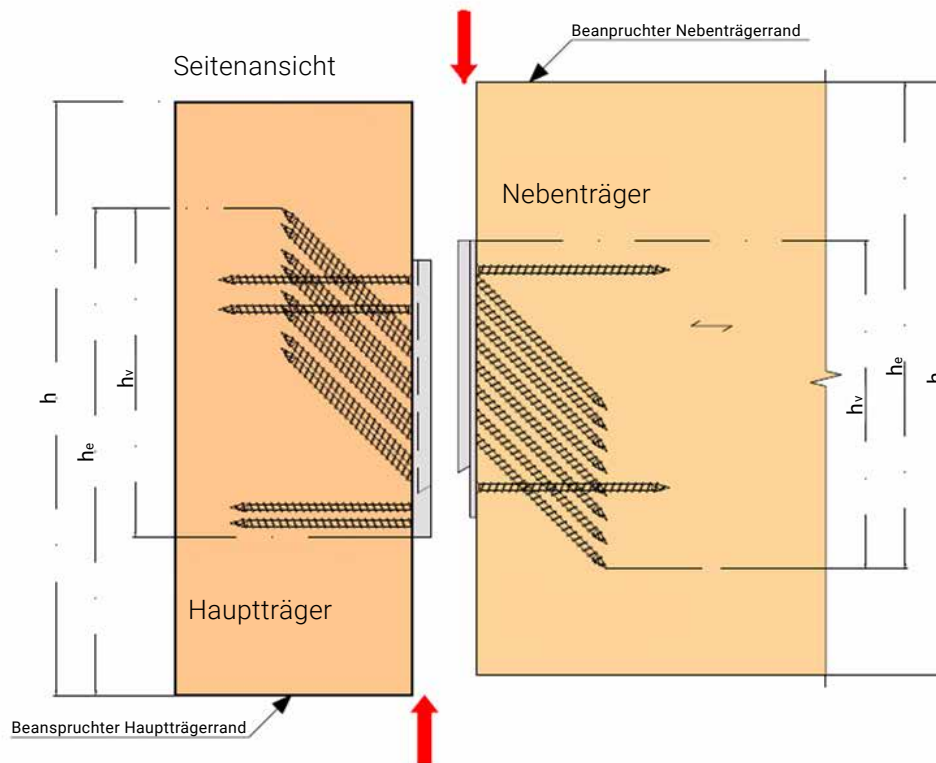 Beanpruchter Nebenträgerrand
Seitenansicht
Nebenträger
h
he
hv
hv
he
h
Hauptträger
Beanspruchter Hauptträgerrand